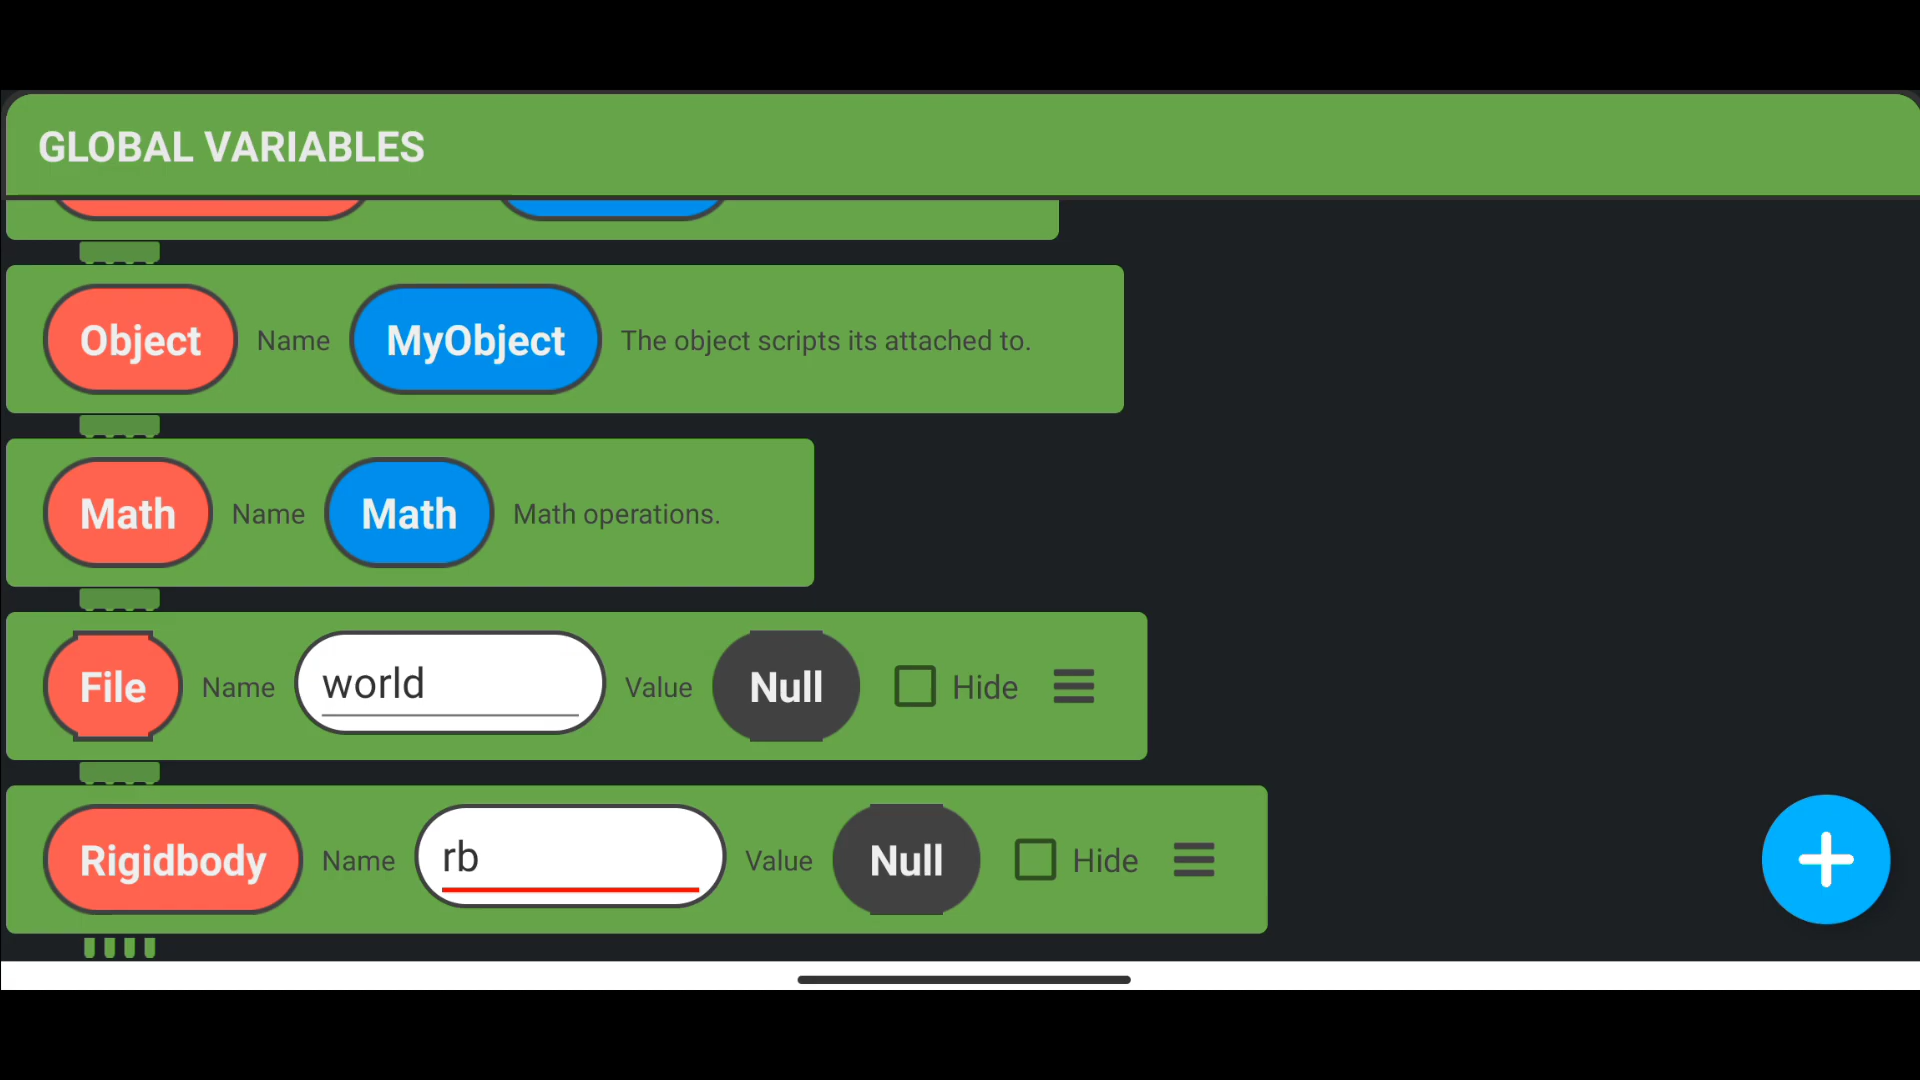 GLOBAL VARIABLES
Object Name MyObject The object scripts its attached to.
Math Name Math Math operations.
File Name world Value Null Hide
Rigidbody Name rb Value Null Hide